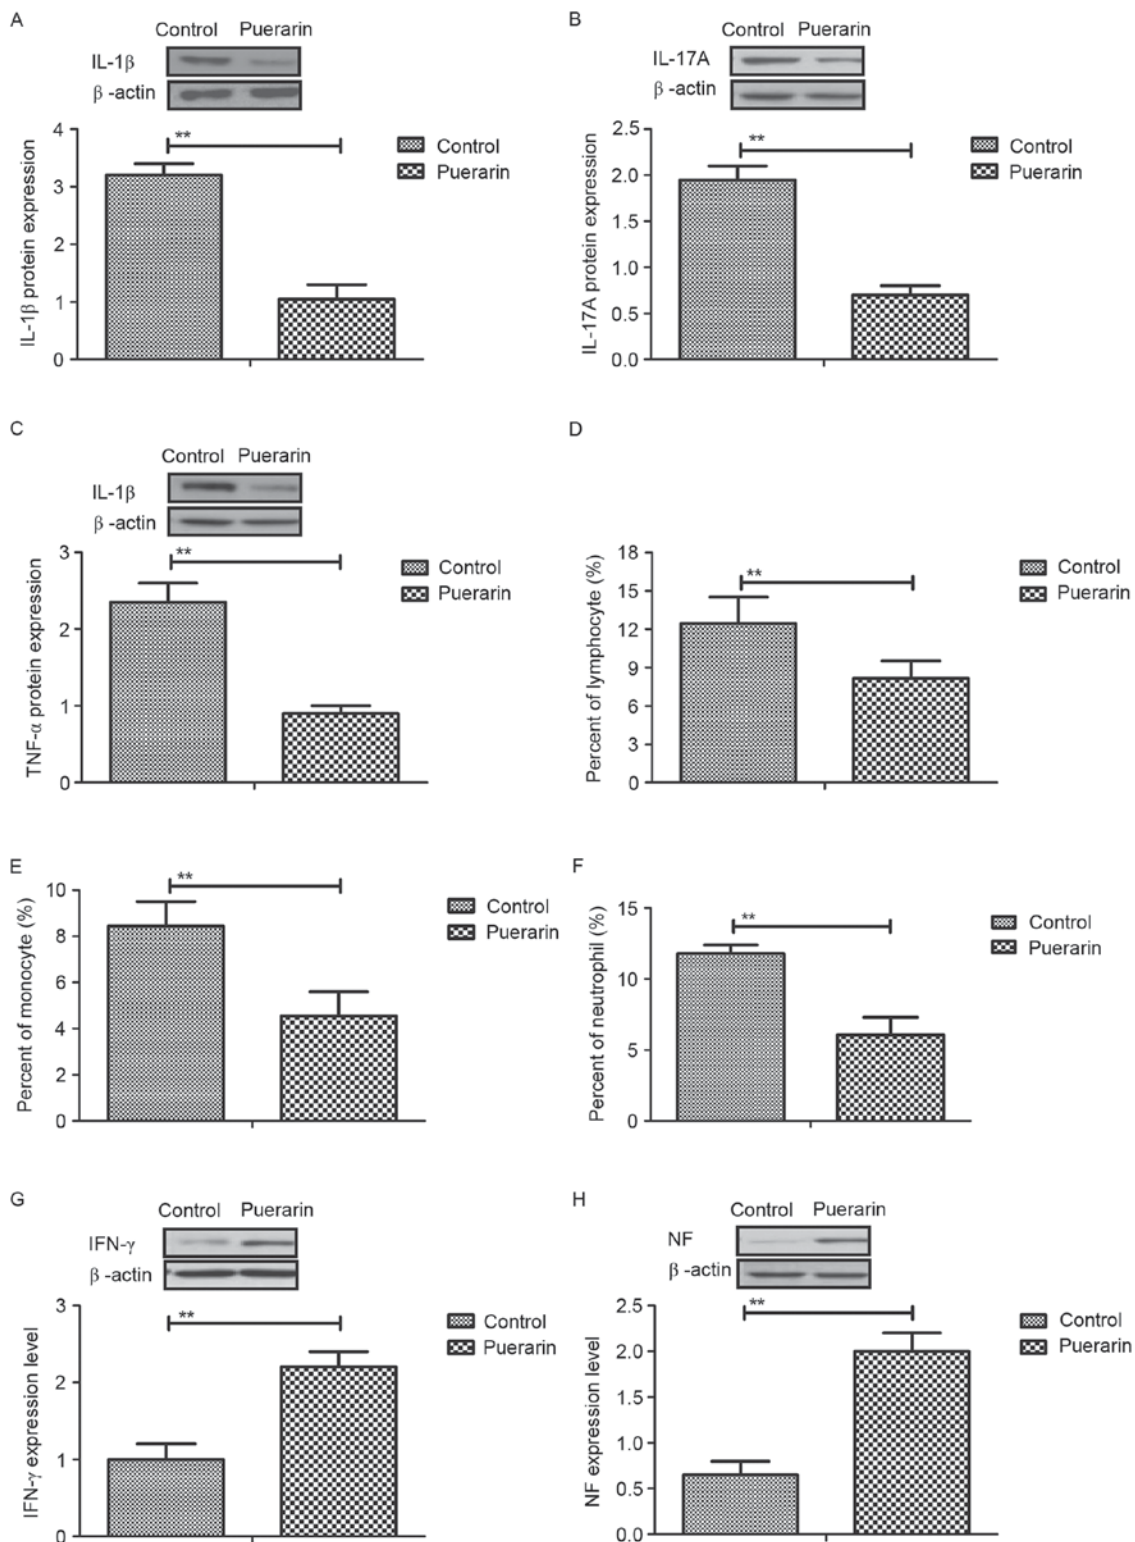 A
Control Puerarin
IL-1β
β -actin
**
4
3
2
1
0
IL-1β protein expression
Control
Puerarin
B
Control Puerarin
IL-17A
β -actin
**
2.5
2.0
1.5
1.0
0.5
0.0
IL-17A protein expression
Control
Puerarin
C
Control Puerarin
IL-1β
β -actin
**
3
2
1
0
TNF-α protein expression
Control
Puerarin
D
**
18
15
12
9
6
3
0
Percent of lymphocyte (%)
Control
Puerarin
E
**
10
8
6
4
2
0
Percent of monocyte (%)
Control
Puerarin
F
**
15
10
5
0
Percent of neutrophil (%)
Control
Puerarin
G
Control Puerarin
IFN-γ
β -actin
**
3
2
1
0
IFN-γ expression level
Control
Puerarin
H
Control Puerarin
NF
β -actin
**
2.5
2.0
1.5
1.0
0.5
0.0
NF expression level
Control
Puerarin